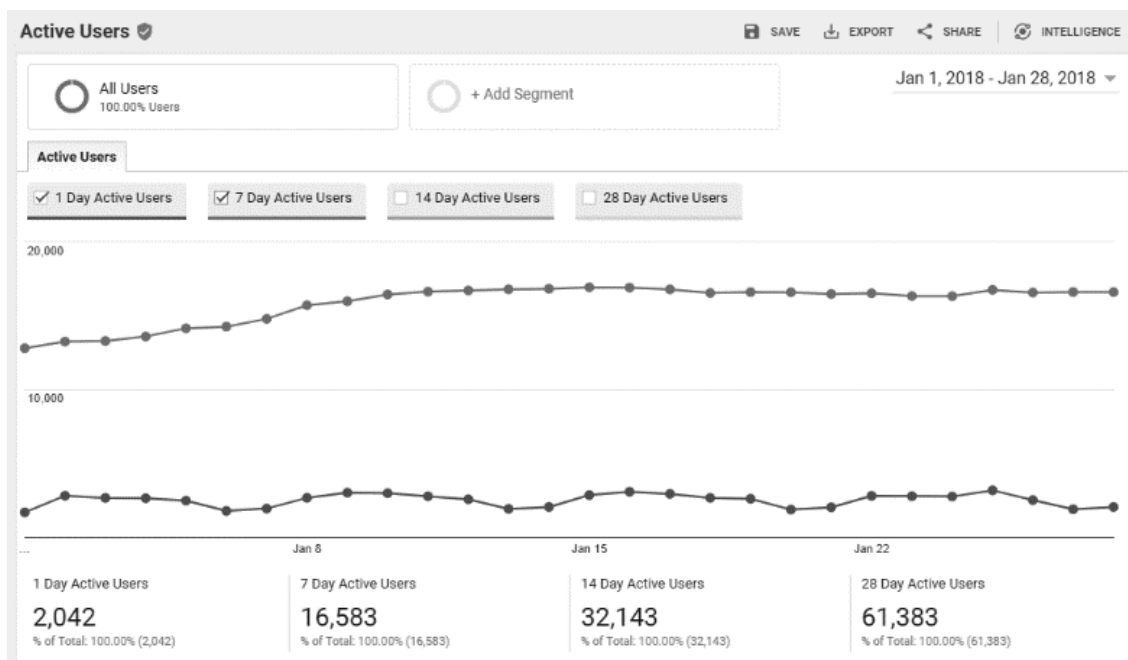 Active Users
SAVE EXPORT SHARE INTELLIGENCE
All Users
100.00% Users
+ Add Segment
Jan 1, 2018 - Jan 28, 2018
Active Users
1 Day Active Users 7 Day Active Users 14 Day Active Users 28 Day Active Users
20,000
10,000
... Jan 8 Jan 15 Jan 22
1 Day Active Users 7 Day Active Users 14 Day Active Users 28 Day Active Users
2,042 16,583 32,143 61,383
% of Total: 100.00% (2,042) % of Total: 100.00% (16,583) % of Total: 100.00% (32,143) % of Total: 100.00% (61,383)